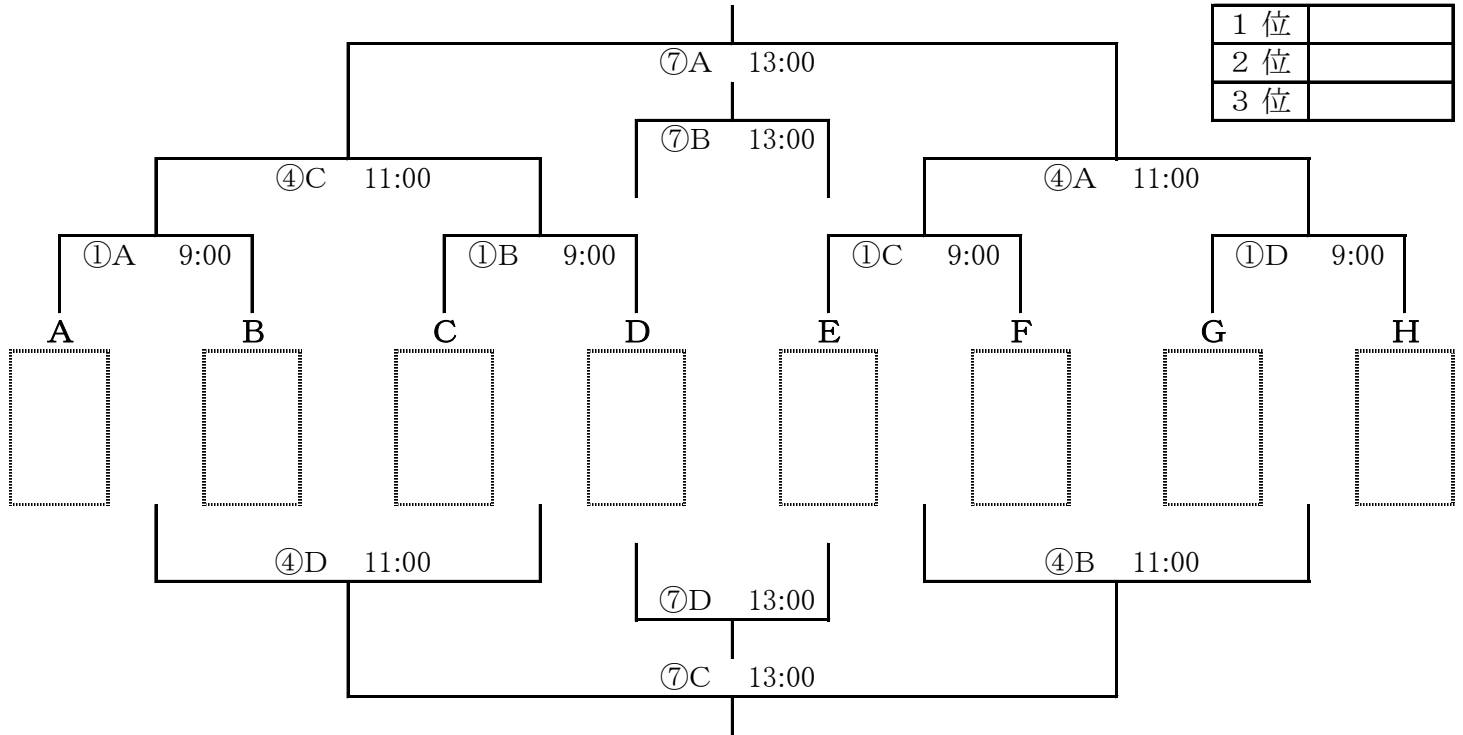 1 位
2 位
3 位
⑦A 13:00
⑦B 13:00
④C 11:00
④A 11:00
①A 9:00
①B 9:00
①C 9:00
①D 9:00
A B C D E F G H
④D 11:00
④B 11:00
⑦D 13:00
⑦C 13:00